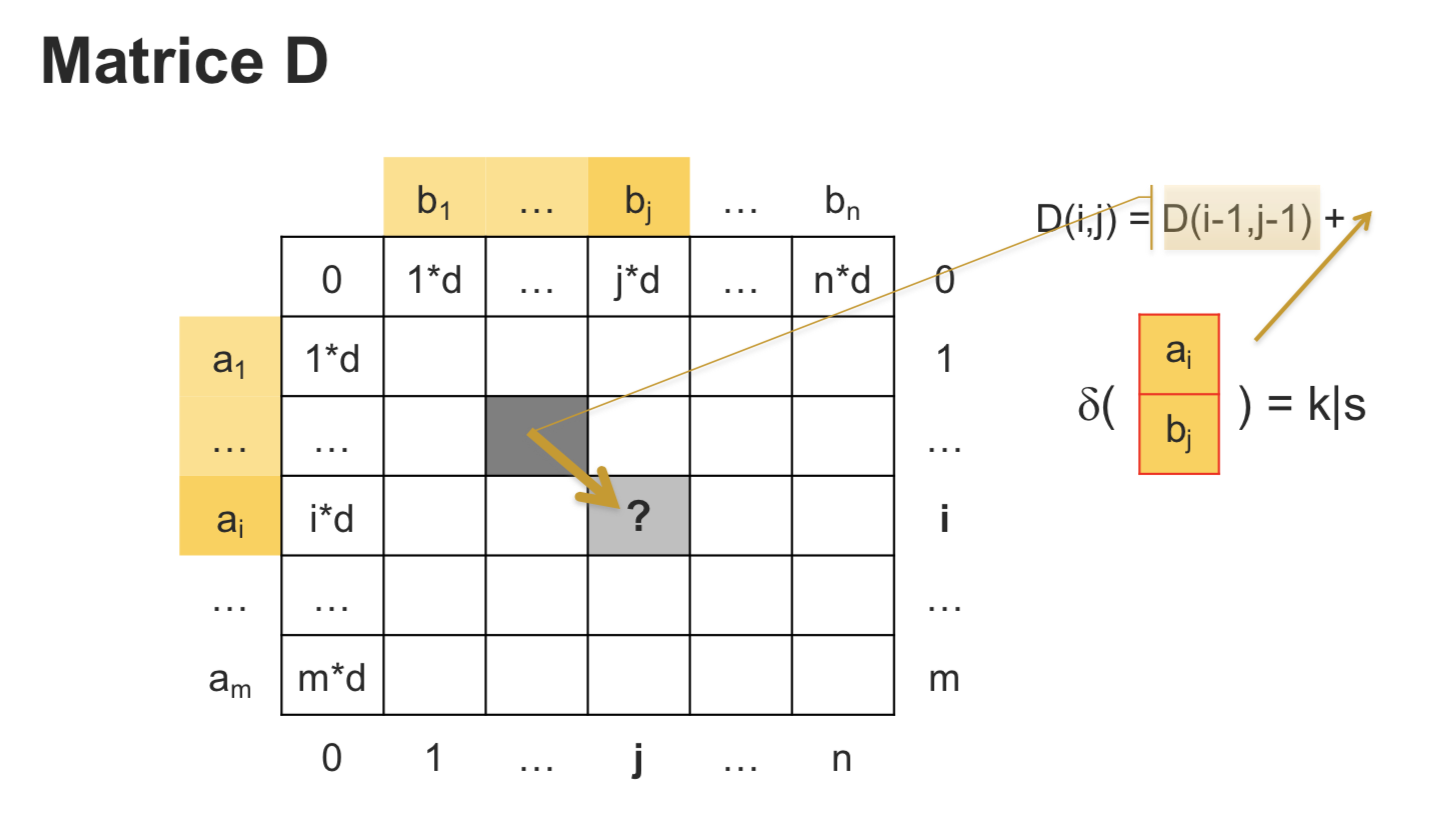 Matrice D
b₁ … bⱼ … bₙ
D(i,j) = D(i-1,j-1) +
0 1*d … j*d … n*d 0
a₁ 1*d 1
… … …
aᵢ i*d ? i
… … …
aₘ m*d m
0 1 … j … n
δ( aᵢ
bⱼ ) = k|s